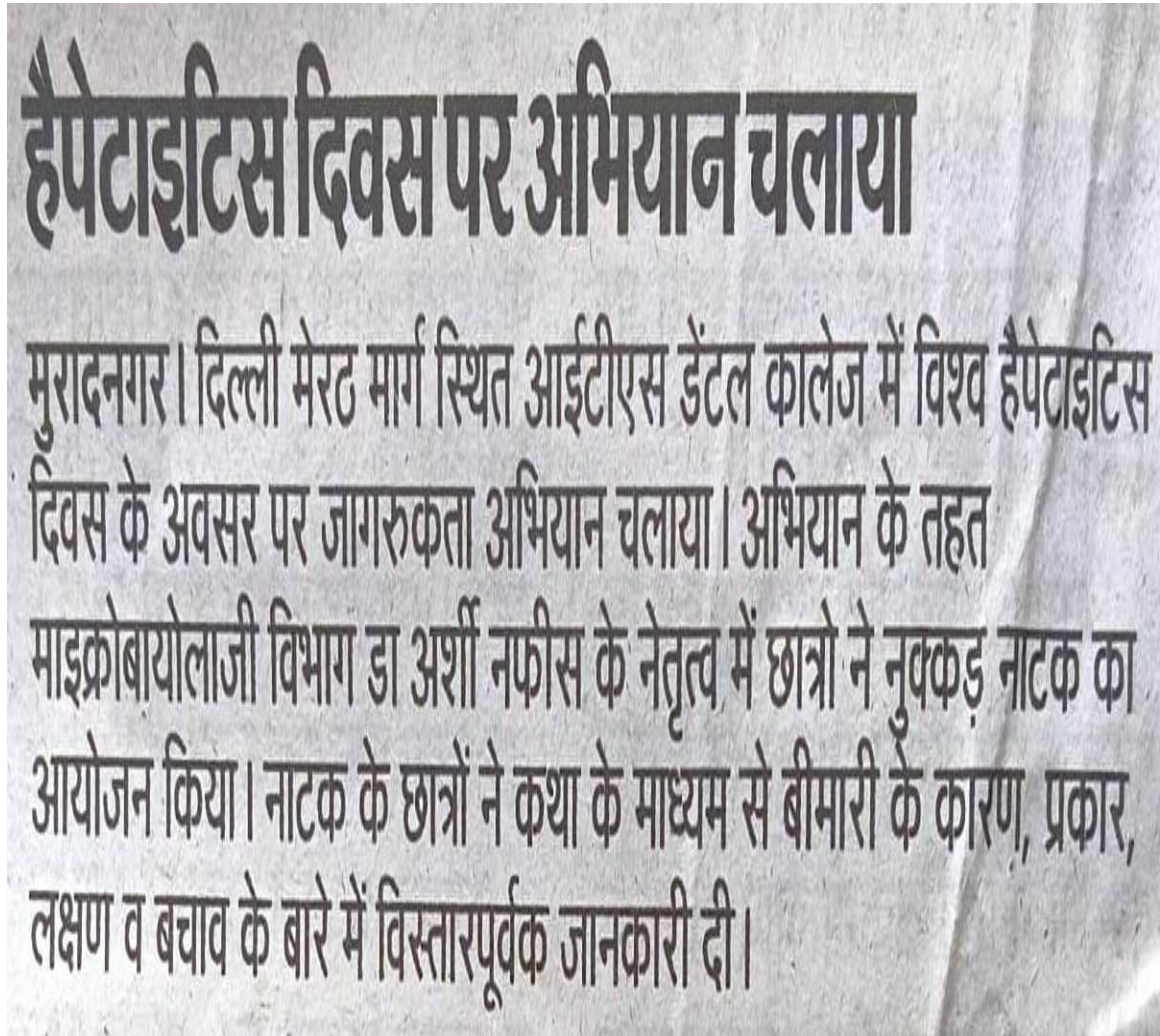 हैपेटाइटिस दिवस पर अभियान चलाया
मुरादनगर। दिल्ली मेरठ मार्ग स्थित आईटीएस डेंटल कालेज में विश्व हैपेटाइटिस
दिवस के अवसर पर जागरुकता अभियान चलाया। अभियान के तहत
माइक्रोबायोलाजी विभाग डा अर्शी नफीस के नेतृत्व में छात्रो ने नुक्कड़ नाटक का
आयोजन किया। नाटक के छात्रों ने कथा के माध्यम से बीमारी के कारण, प्रकार,
लक्षण व बचाव के बारे में विस्तारपूर्वक जानकारी दी।